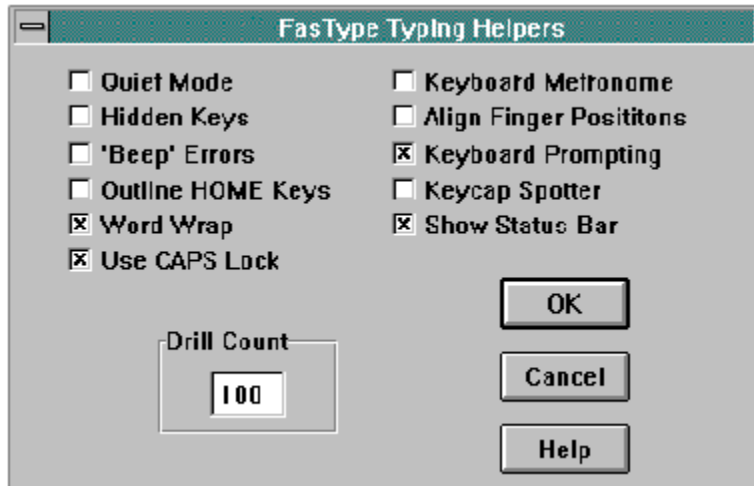 FasType Typing Helpers
Quiet Mode
Hidden Keys
'Beep' Errors
Outline HOME Keys
Word Wrap
Use CAPS Lock
Keyboard Metronome
Align Finger Posititons
Keyboard Prompting
Keycap Spotter
Show Status Bar
Drill Count
100
OK
Cancel
Help